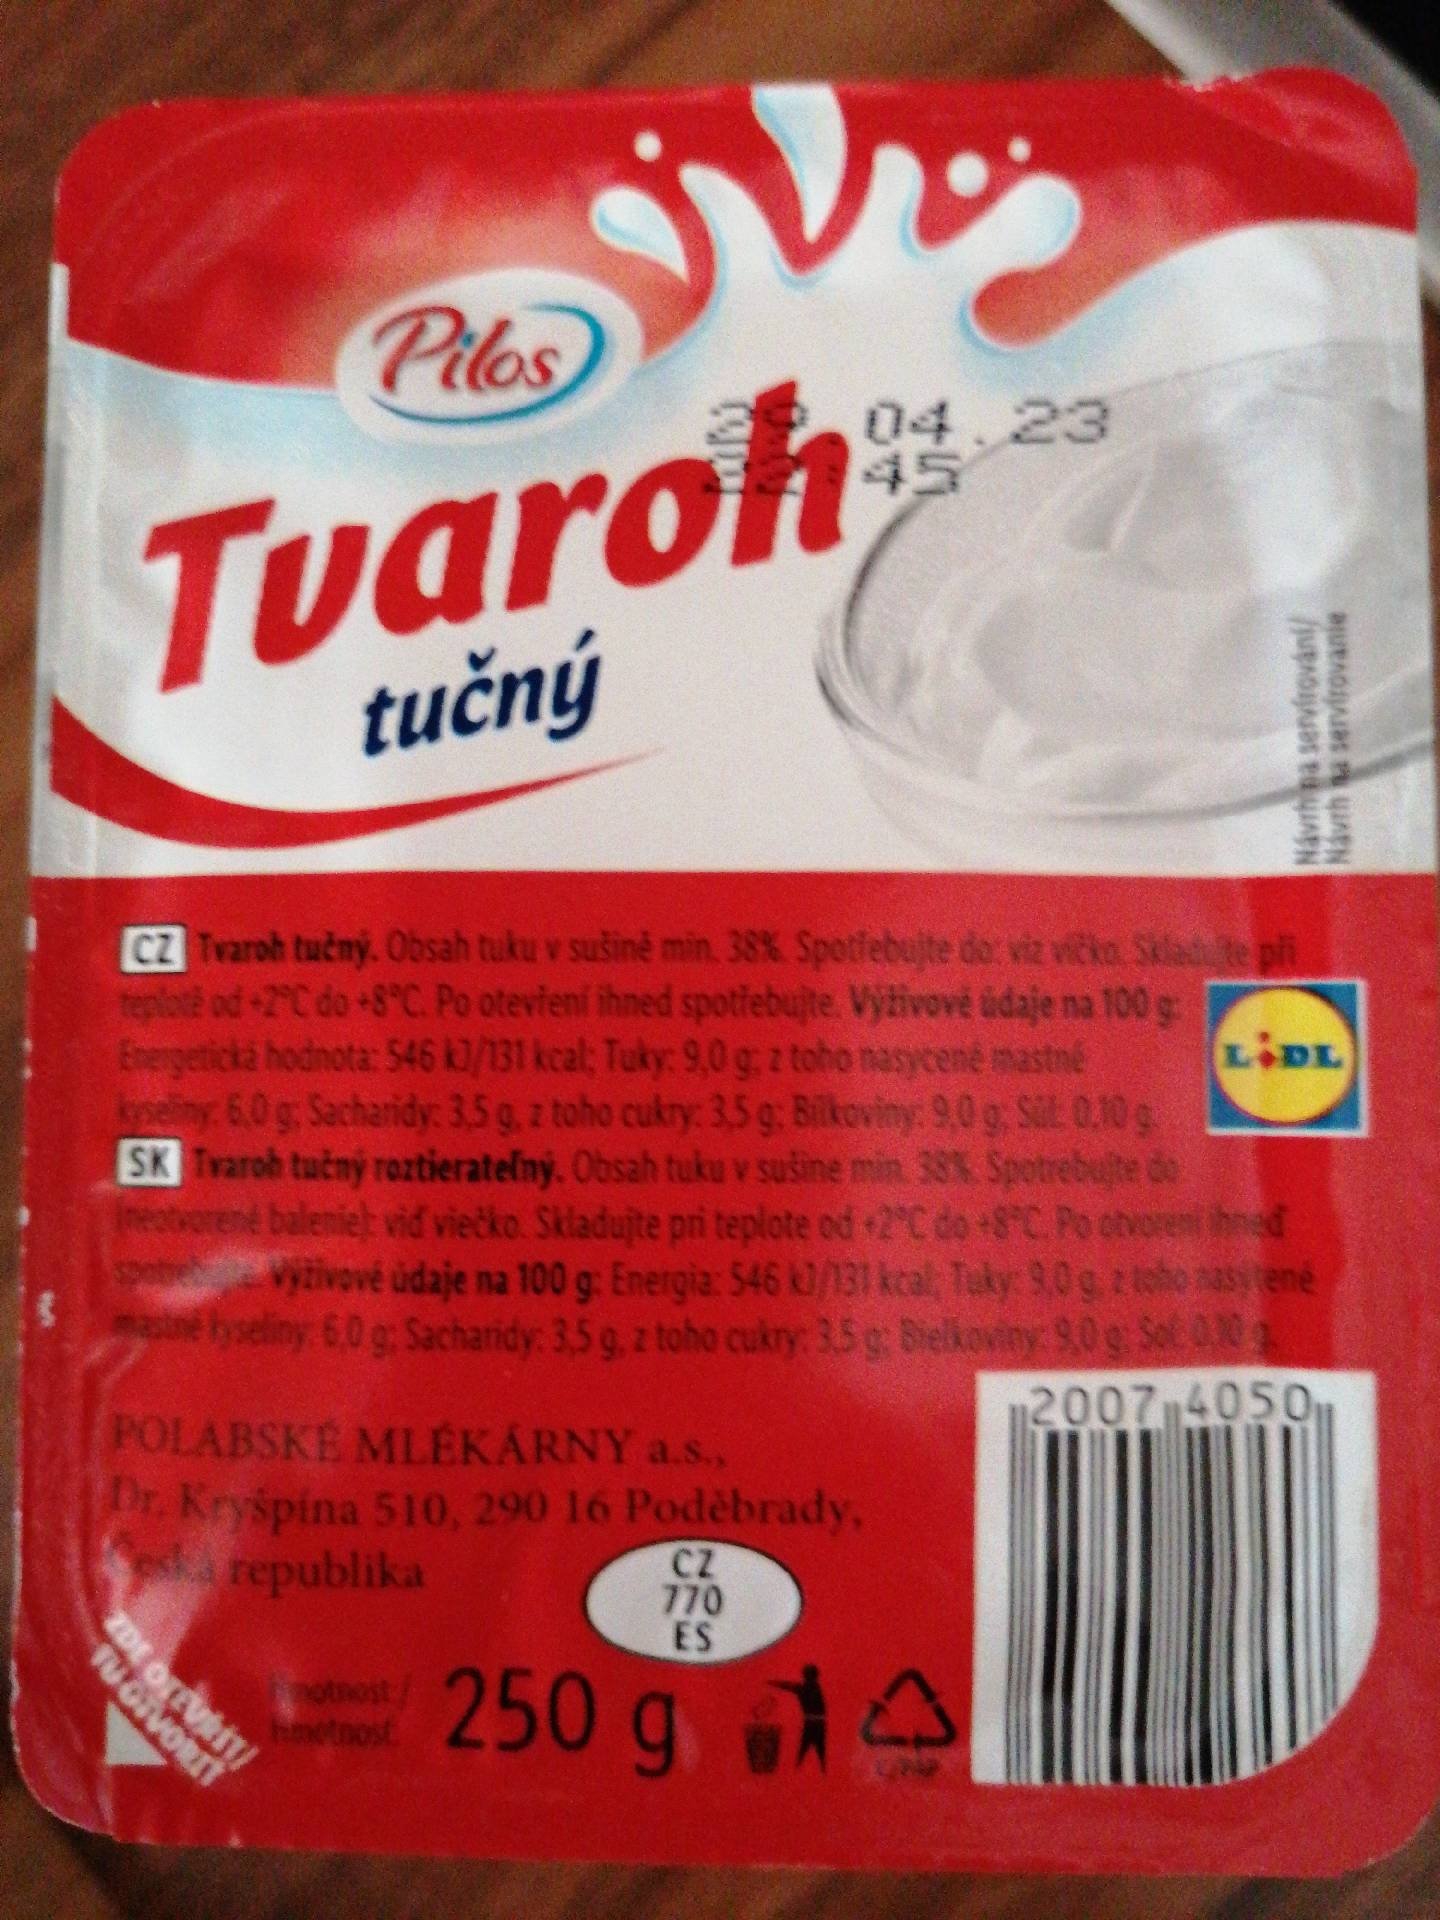 Pilos
04.23
45
Tvaroh
tučný
Návrh na servírování/
Návrh na servírovanie
CZ Tvaroh tučný. Obsah tuku v sušině min. 38%. Spotřebujte do: viz víčko. Skladujte při
teplotě od +2°C do +8°C. Po otevření ihned spotřebujte. Výživové údaje na 100 g:
Energetická hodnota: 546 kJ/131 kcal; Tuky: 9,0 g, z toho nasycené mastné
kyseliny: 6,0 g; Sacharidy: 3,5 g, z toho cukry: 3,5 g; Bílkoviny: 9,0 g; Sůl: 0,10 g.
LIDL
SK Tvaroh tučný roztierateľný. Obsah tuku v sušine min. 38%. Spotrebujte do
(neotvorené balenie): viď viečko. Skladujte pri teplote od +2°C do +8°C. Po otvorení ihneď
spotrebujte. Výživové údaje na 100 g: Energia: 546 kJ/131 kcal; Tuky: 9,0 g, z toho nasýtené
mastné kyseliny: 6,0 g; Sacharidy: 3,5 g, z toho cukry: 3,5 g; Bielkoviny: 9,0 g; Soľ: 0,10 g.
2007 4050
POLABSKÉ MLÉKÁRNY a.s.,
Dr. Kryšpína 510, 290 16 Poděbrady,
Česká republika
CZ
770
ES
ZDE OTEVŘÍT/
TU OTVORIŤ
Hmotnost/
Hmotnosť:
250 g
C/PAP